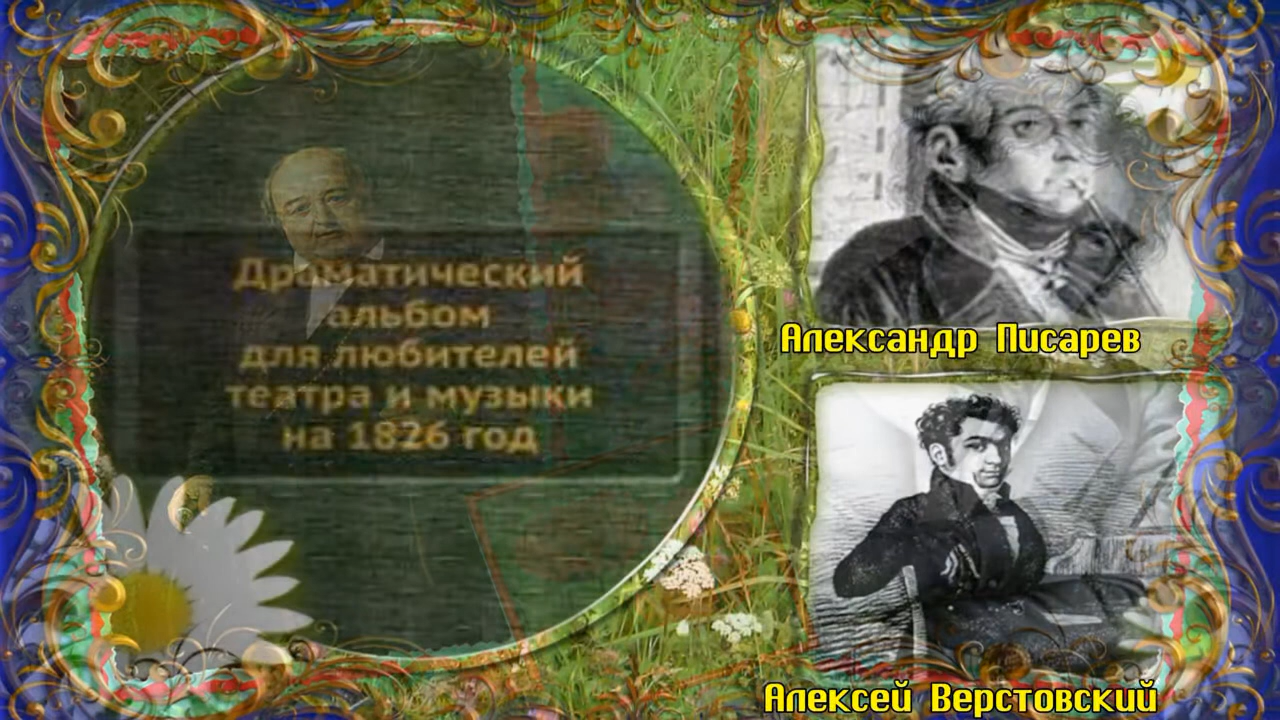 Драматический
альбом
для любителей
театра и музыки
на 1826 год
Александр Писарев
Алексей Верстовский